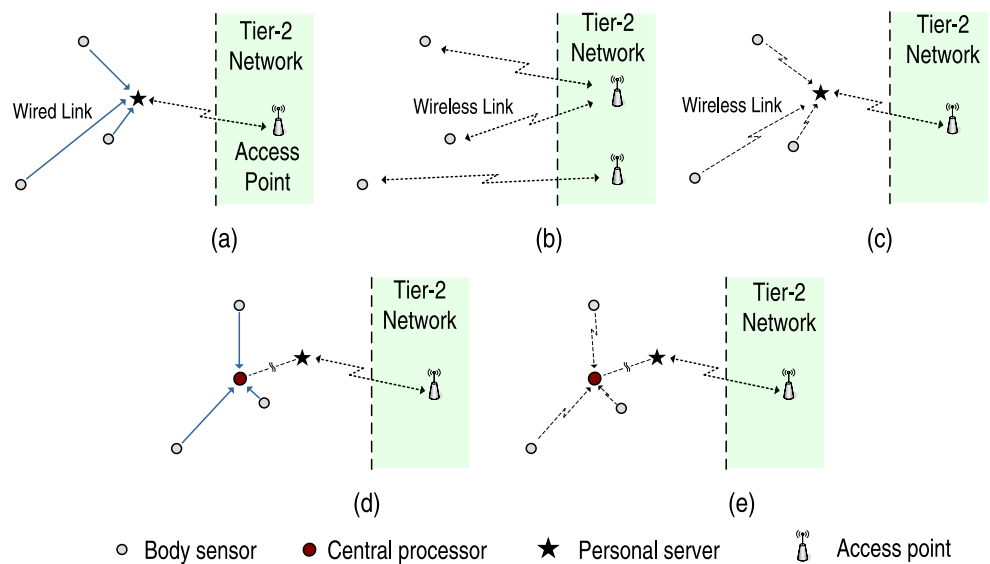 Tier-2
Network
Wired Link
Access
Point
(a)
Tier-2
Network
Wireless Link
(b)
Tier-2
Network
Wireless Link
(c)
Tier-2
Network
(d)
Tier-2
Network
(e)
Body sensor
Central processor
Personal server
Access point